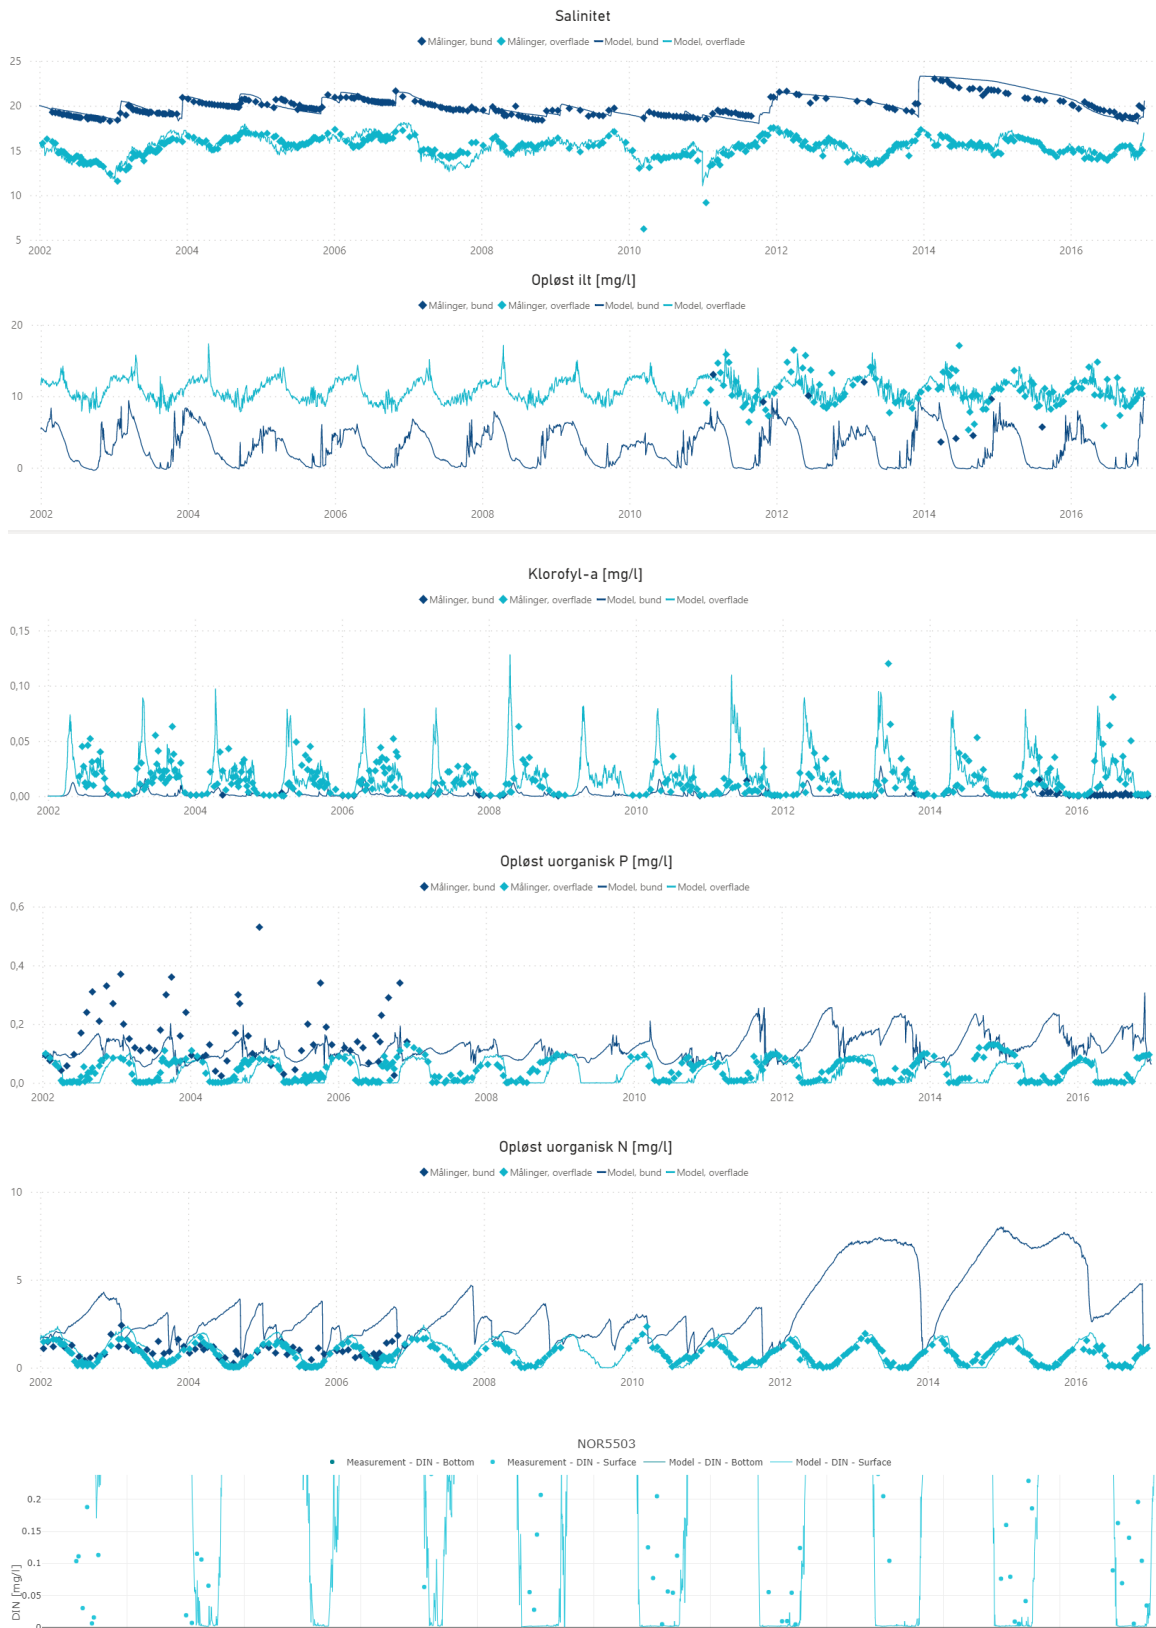 Salinitet
Målinger, bund Målinger, overflade Model, bund Model, overflade
25
20
15
10
5
2002 2004 2006 2008 2010 2012 2014 2016
Opløst ilt [mg/l]
Målinger, bund Målinger, overflade Model, bund Model, overflade
20
10
0
2002 2004 2006 2008 2010 2012 2014 2016
Klorofyl-a [mg/l]
Målinger, bund Målinger, overflade Model, bund Model, overflade
0,15
0,10
0,05
0,00
2002 2004 2006 2008 2010 2012 2014 2016
Opløst uorganisk P [mg/l]
Målinger, bund Målinger, overflade Model, bund Model, overflade
0,6
0,4
0,2
0,0
2002 2004 2006 2008 2010 2012 2014 2016
Opløst uorganisk N [mg/l]
Målinger, bund Målinger, overflade Model, bund Model, overflade
10
5
0
2002 2004 2006 2008 2010 2012 2014 2016
NOR5503
Measurement - DIN - Bottom Measurement - DIN - Surface Model - DIN - Bottom Model - DIN - Surface
DIN [mg/l]
0.2
0.15
0.1
0.05
0